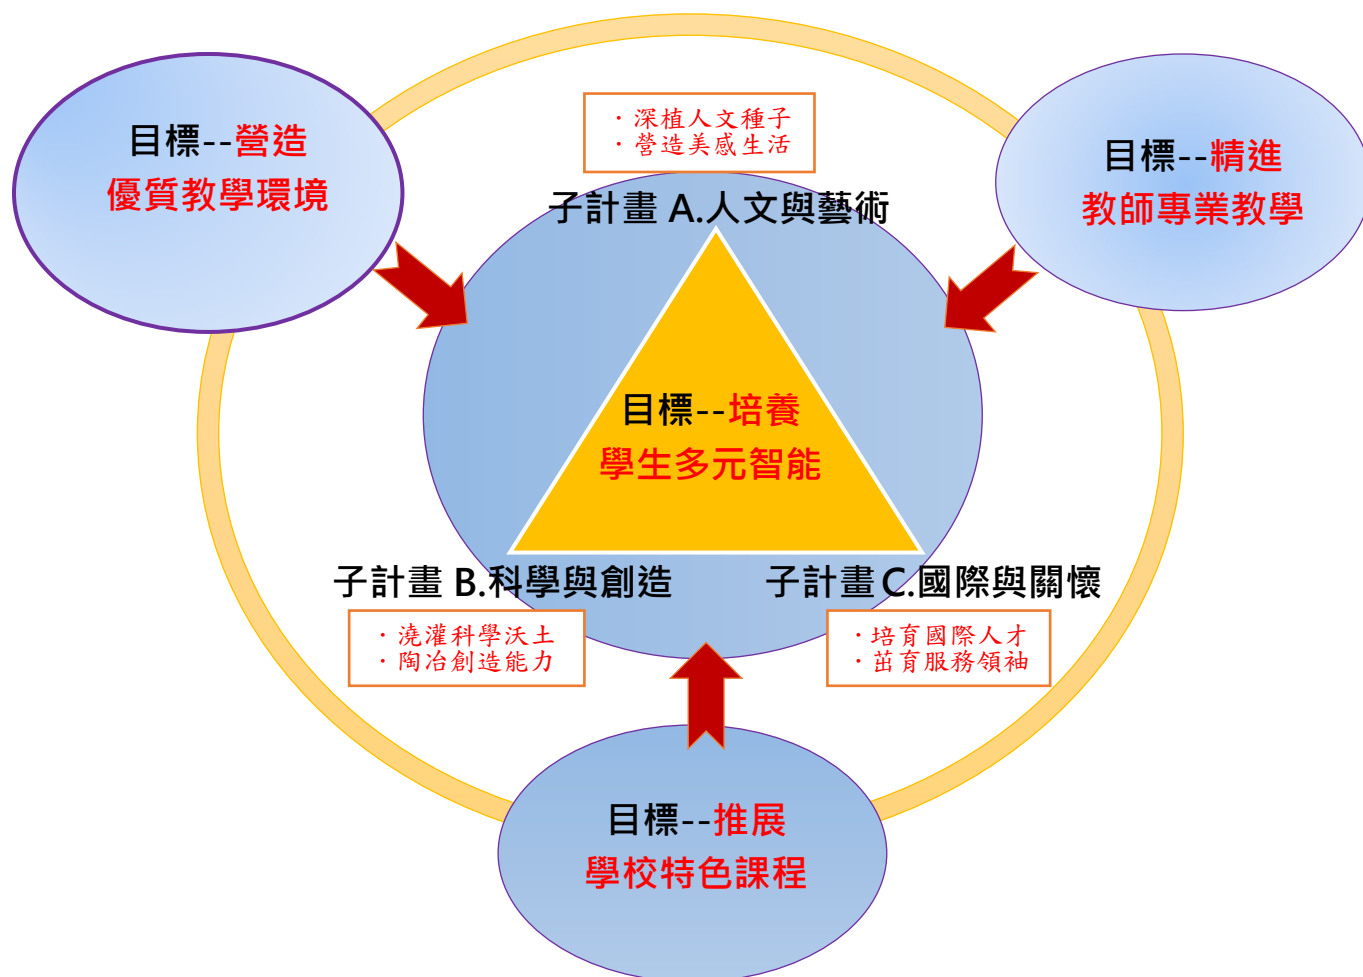 ・深植人文種子
・營造美感生活
目標--營造
優質教學環境
目標--精進
教師專業教學
子計畫 A.人文與藝術
目標--培養
學生多元智能
子計畫 B.科學與創造
子計畫 C.國際與關懷
・澆灌科學沃土
・陶冶創造能力
・培育國際人才
・茁育服務領袖
目標--推展
學校特色課程